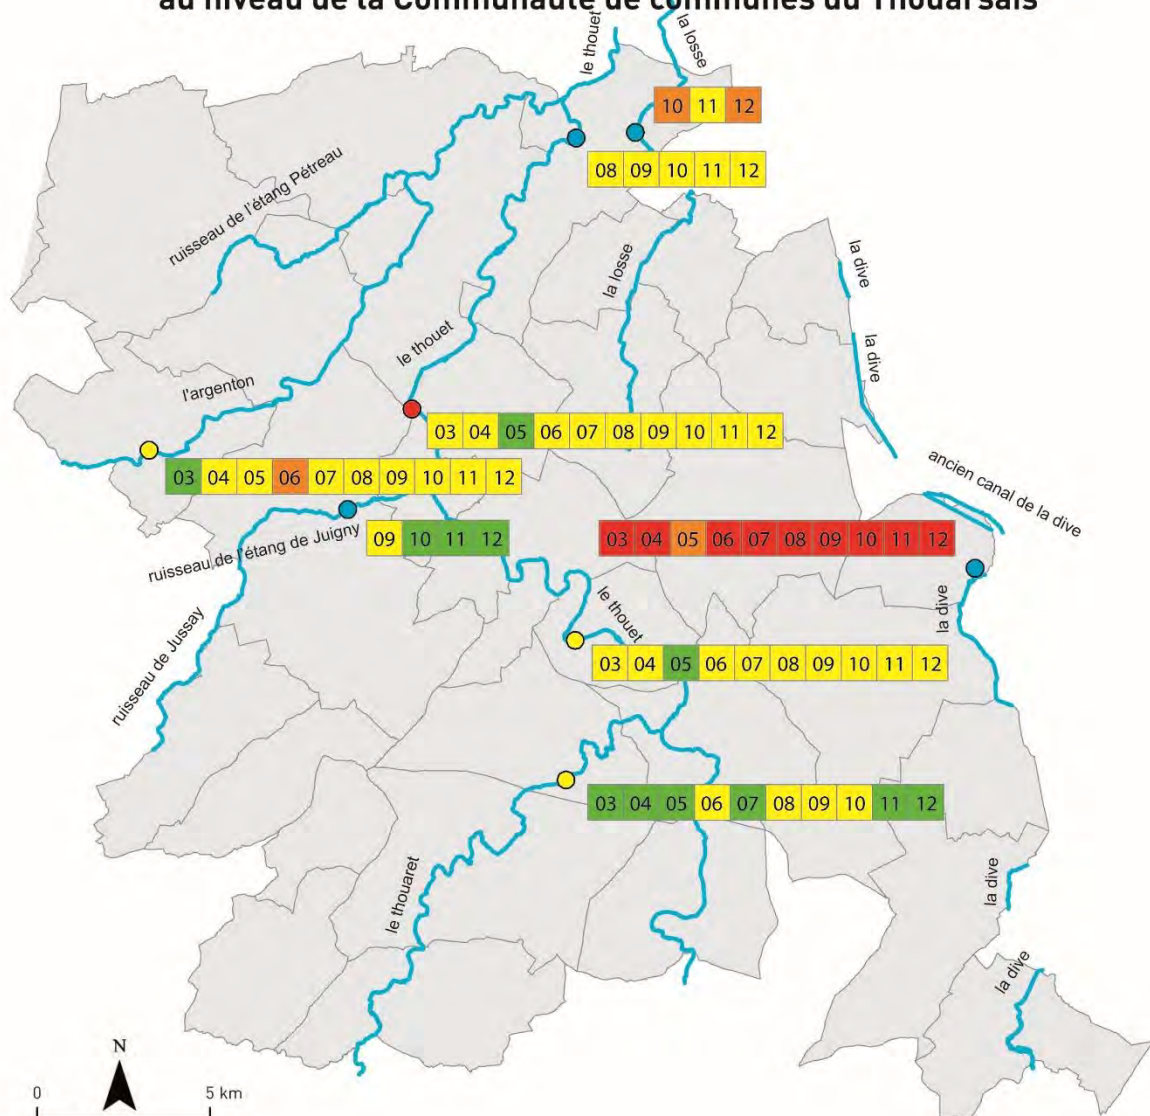 au niveau de la Communauté de communes du Thouarsais
le thouet
la losse
10 11 12
08 09 10 11 12
ruisseau de l'étang Pétreau
la losse
la dive
la dive
le thouet
l'argenton
03 04 05 06 07 08 09 10 11 12
03 04 05 06 07 08 09 10 11 12
ancien canal de la dive
09 10 11 12
03 04 05 06 07 08 09 10 11 12
ruisseau de l'étang de Juigny
la dive
le thouet
ruisseau de Jussay
03 04 05 06 07 08 09 10 11 12
03 04 05 06 07 08 09 10 11 12
le thouaret
la dive
la dive
N
0 5 km